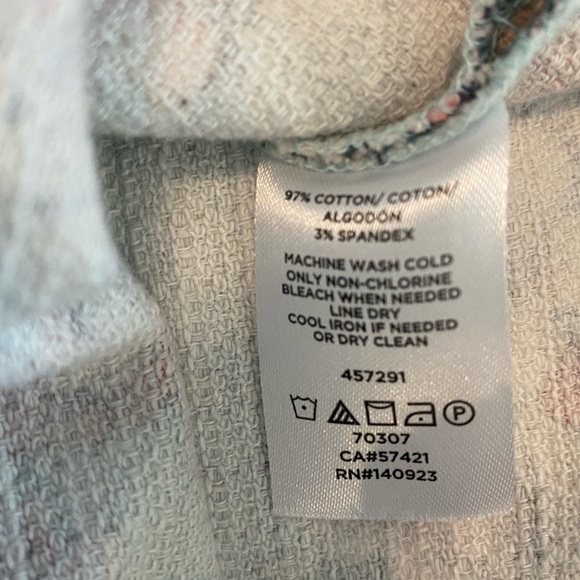 97% COTTON/ COTON/
ALGODÓN
3% SPANDEX
MACHINE WASH COLD
ONLY NON-CHLORINE
BLEACH WHEN NEEDED
LINE DRY
COOL IRON IF NEEDED
OR DRY CLEAN
457291
P
70307
CA#57421
RN#140923